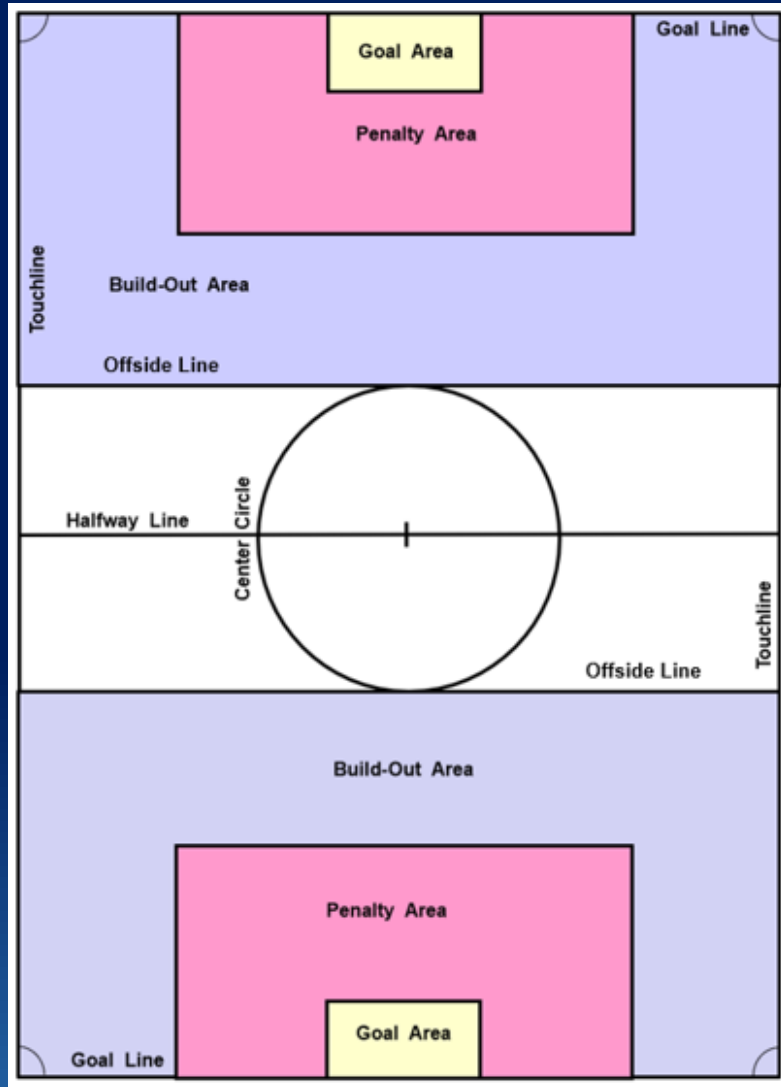 Goal Line
Goal Area
Penalty Area
Touchline
Build-Out Area
Offside Line
Halfway Line
Center Circle
Touchline
Offside Line
Build-Out Area
Penalty Area
Goal Area
Goal Line